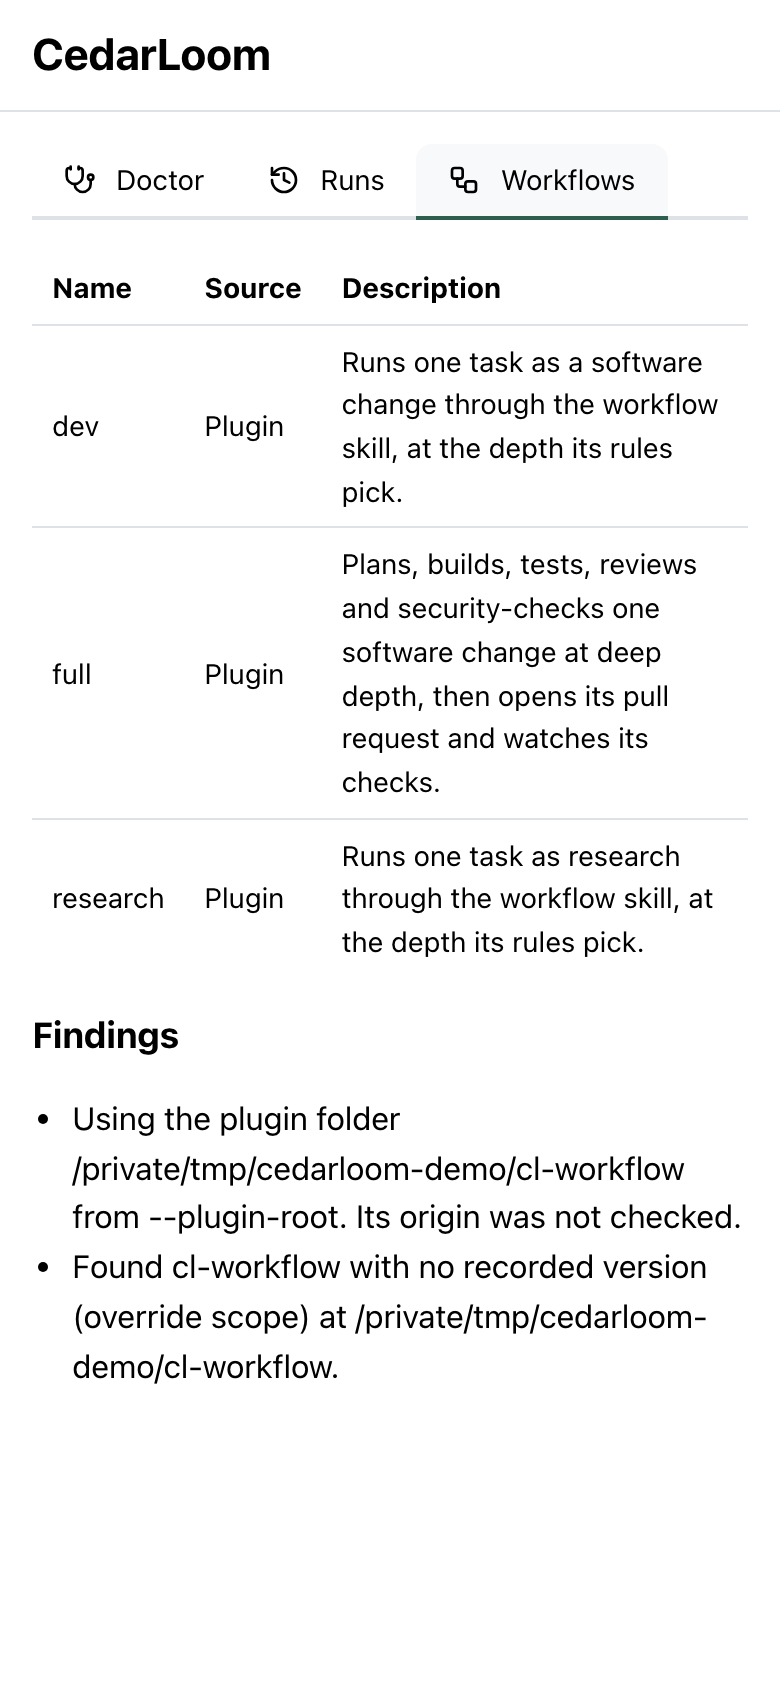 CedarLoom
Doctor Runs Workflows
Name Source Description
dev Plugin Runs one task as a software
change through the workflow
skill, at the depth its rules
pick.
full Plugin Plans, builds, tests, reviews
and security-checks one
software change at deep
depth, then opens its pull
request and watches its
checks.
research Plugin Runs one task as research
through the workflow skill, at
the depth its rules pick.
Findings
• Using the plugin folder
/private/tmp/cedarloom-demo/cl-workflow
from --plugin-root. Its origin was not checked.
• Found cl-workflow with no recorded version
(override scope) at /private/tmp/cedarloom-
demo/cl-workflow.